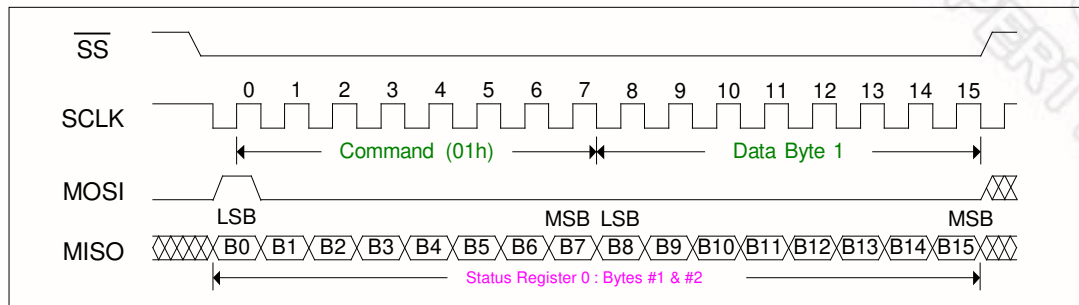 SS
0 1 2 3 4 5 6 7 8 9 10 11 12 13 14 15
SCLK
Command (01h) Data Byte 1
MOSI
LSB MSB LSB MSB
MISO B0 B1 B2 B3 B4 B5 B6 B7 B8 B9 B10 B11 B12 B13 B14 B15
Status Register 0 : Bytes #1 & #2